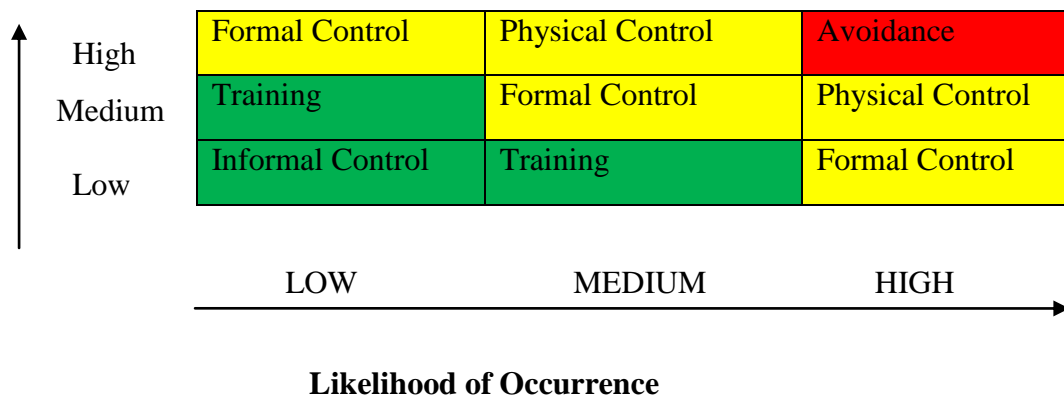 Formal Control Physical Control Avoidance
High
Training Formal Control Physical Control
Medium
Informal Control Training Formal Control
Low
LOW MEDIUM HIGH
Likelihood of Occurrence